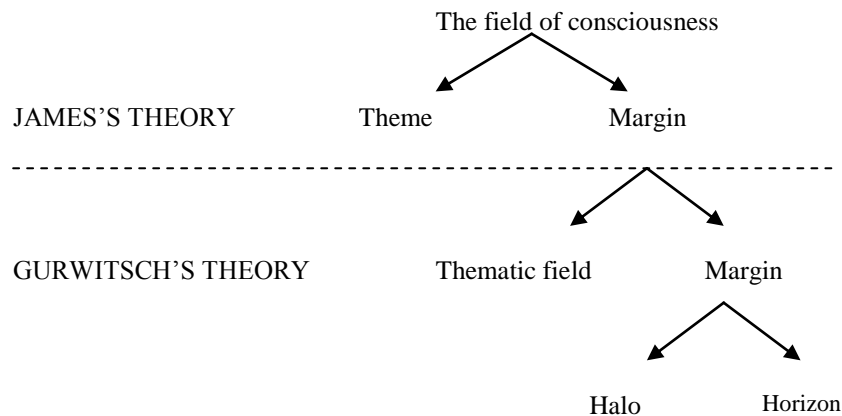 The field of consciousness
JAMES’S THEORY Theme Margin
GURWITSCH’S THEORY Thematic field Margin
Halo Horizon